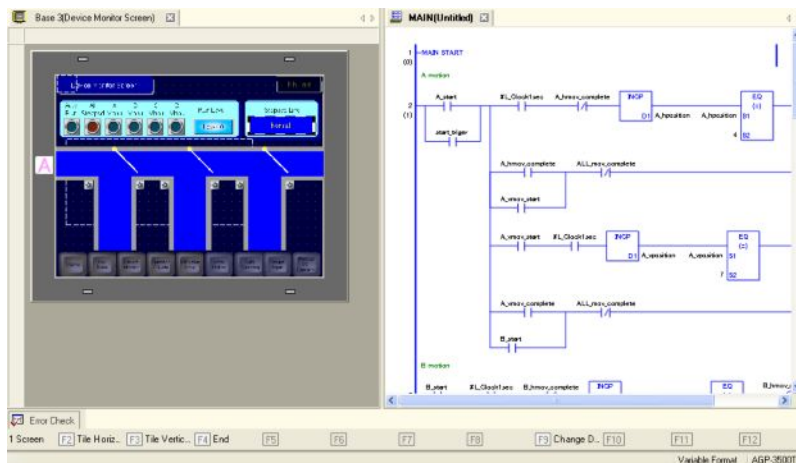 Base 3(Device Monitor Screen)
MAIN(Untitled)
1
(0)
MAIN START
A motion
2
(1)
A_start
#L_Clock1sec
A_hmov_complete
INCP
EQ
(=)
D1
A_hposition
A_hposition
S1
4
S2
start_triger
A_hmov_complete
ALL_mov_complete
A_vmov_start
A_vmov_start
#L_Clock1sec
INCP
EQ
(=)
D1
A_vposition
A_vposition
S1
7
S2
A_vmov_complete
ALL_mov_complete
B_start
B motion
B_start
#L_Clock1sec
B_hmov_complete
INCP
EQ
A
Normal
Error Check
1 Screen
F2 Tile Horiz..
F3 Tile Vertic..
F4 End
F5
F6
F7
F8
F9 Change D..
F10
F11
F12
Variable Format
AGP-3500T